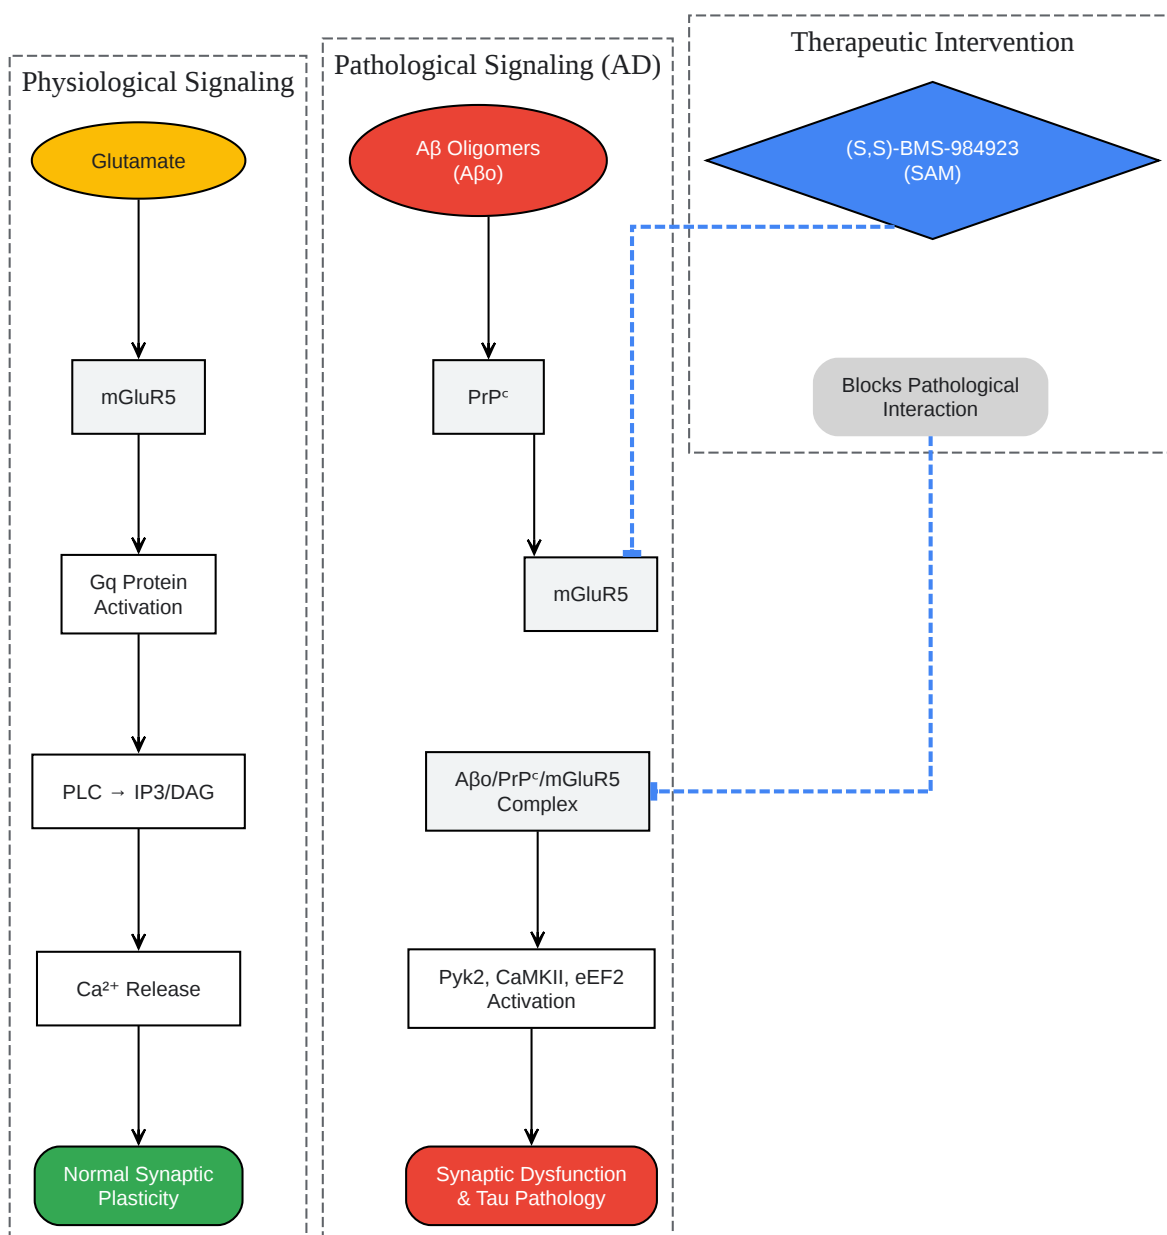 Physiological Signaling
Glutamate
mGluR5
Gq Protein
Activation
PLC → IP3/DAG
Ca²⁺ Release
Normal Synaptic
Plasticity
Pathological Signaling (AD)
Aβ Oligomers
(Aβo)
PrPᶜ
mGluR5
Aβo/PrPᶜ/mGluR5
Complex
Pyk2, CaMKII, eEF2
Activation
Synaptic Dysfunction
& Tau Pathology
Therapeutic Intervention
(S,S)-BMS-984923
(SAM)
Blocks Pathological
Interaction